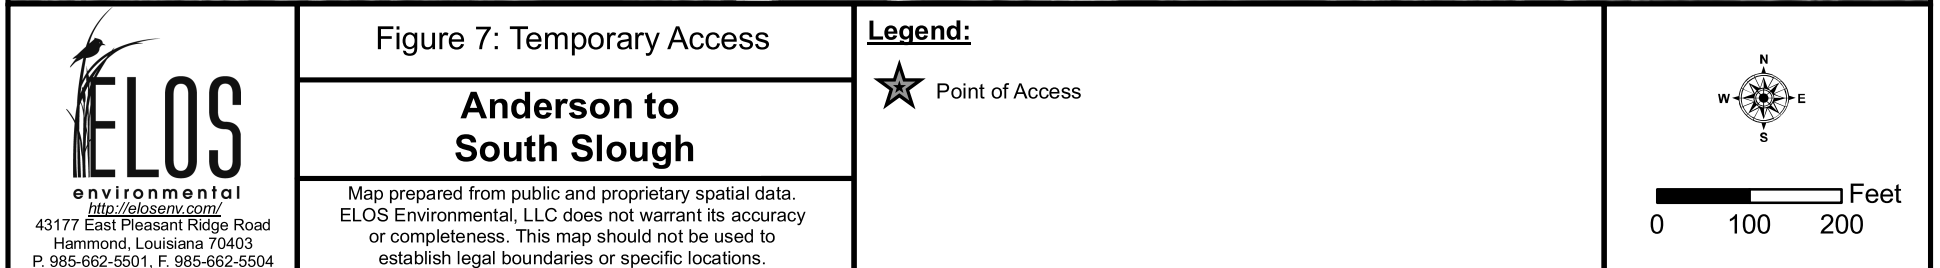 ELOS
environmental
http://elosenv.com/
43177 East Pleasant Ridge Road
Hammond, Louisiana 70403
P. 985-662-5501, F. 985-662-5504
Figure 7: Temporary Access
Anderson to
South Slough
Map prepared from public and proprietary spatial data.
ELOS Environmental, LLC does not warrant its accuracy
or completeness. This map should not be used to
establish legal boundaries or specific locations.
Legend:
Point of Access
N
W E
S
Feet
0 100 200